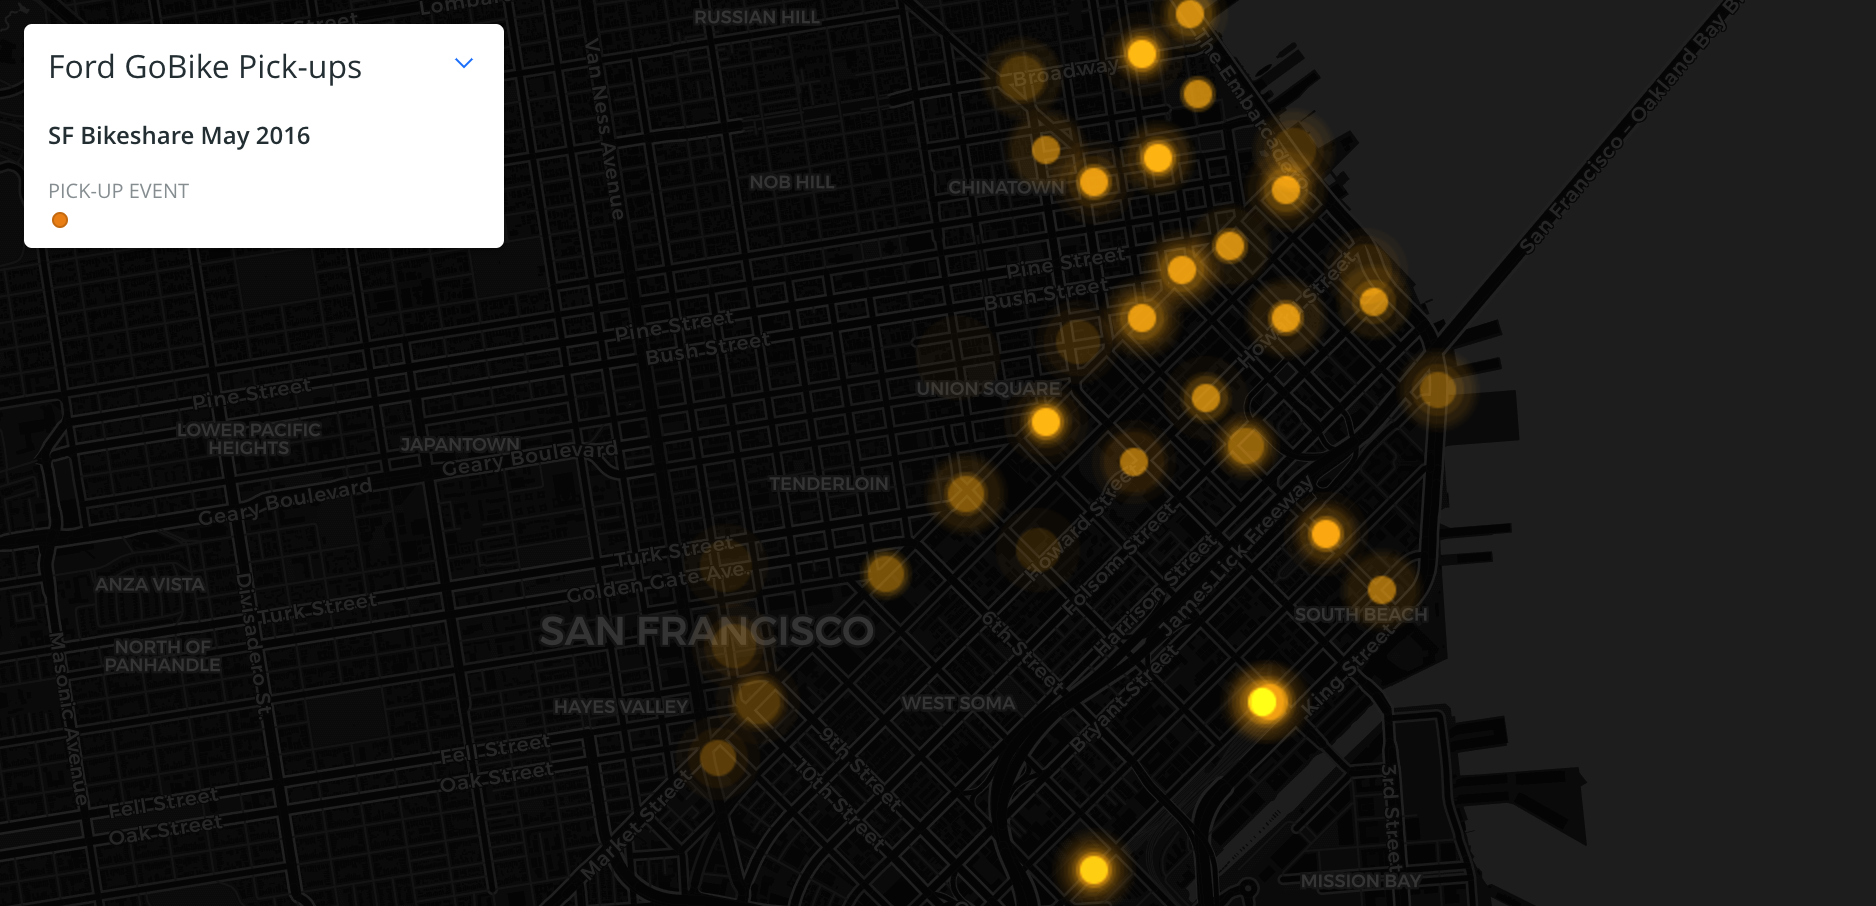 Ford GoBike Pick-ups
SF Bikeshare May 2016
PICK-UP EVENT
Lombar
Street
RUSSIAN HILL
Van Ness Avenue
Broadway
The Embarcade
San Francisco - Oakland Bay B
NOB HILL
CHINATOWN
Pine Street
Bush Street
Pine Street
Bush Street
Howard Street
Pine Street
UNION SQUARE
LOWER PACIFIC
HEIGHTS
JAPANTOWN
Geary Boulevard
Geary Boulevard
TENDERLOIN
Howard Street
Folsom Street
Harrison Street
James Lick Freeway
Turk Street
Golden Gate Ave.
ANZA VISTA
Divisadero St.
Turk Street
SAN FRANCISCO
6th Street
SOUTH BEACH
NORTH OF
PANHANDLE
Masonic Avenue
HAYES VALLEY
WEST SOMA
Bryant Street
King Street
Fell Street
Oak Street
9th Street
10th Street
Market Street
Fell Street
Oak Street
3rd Street
MISSION BAY